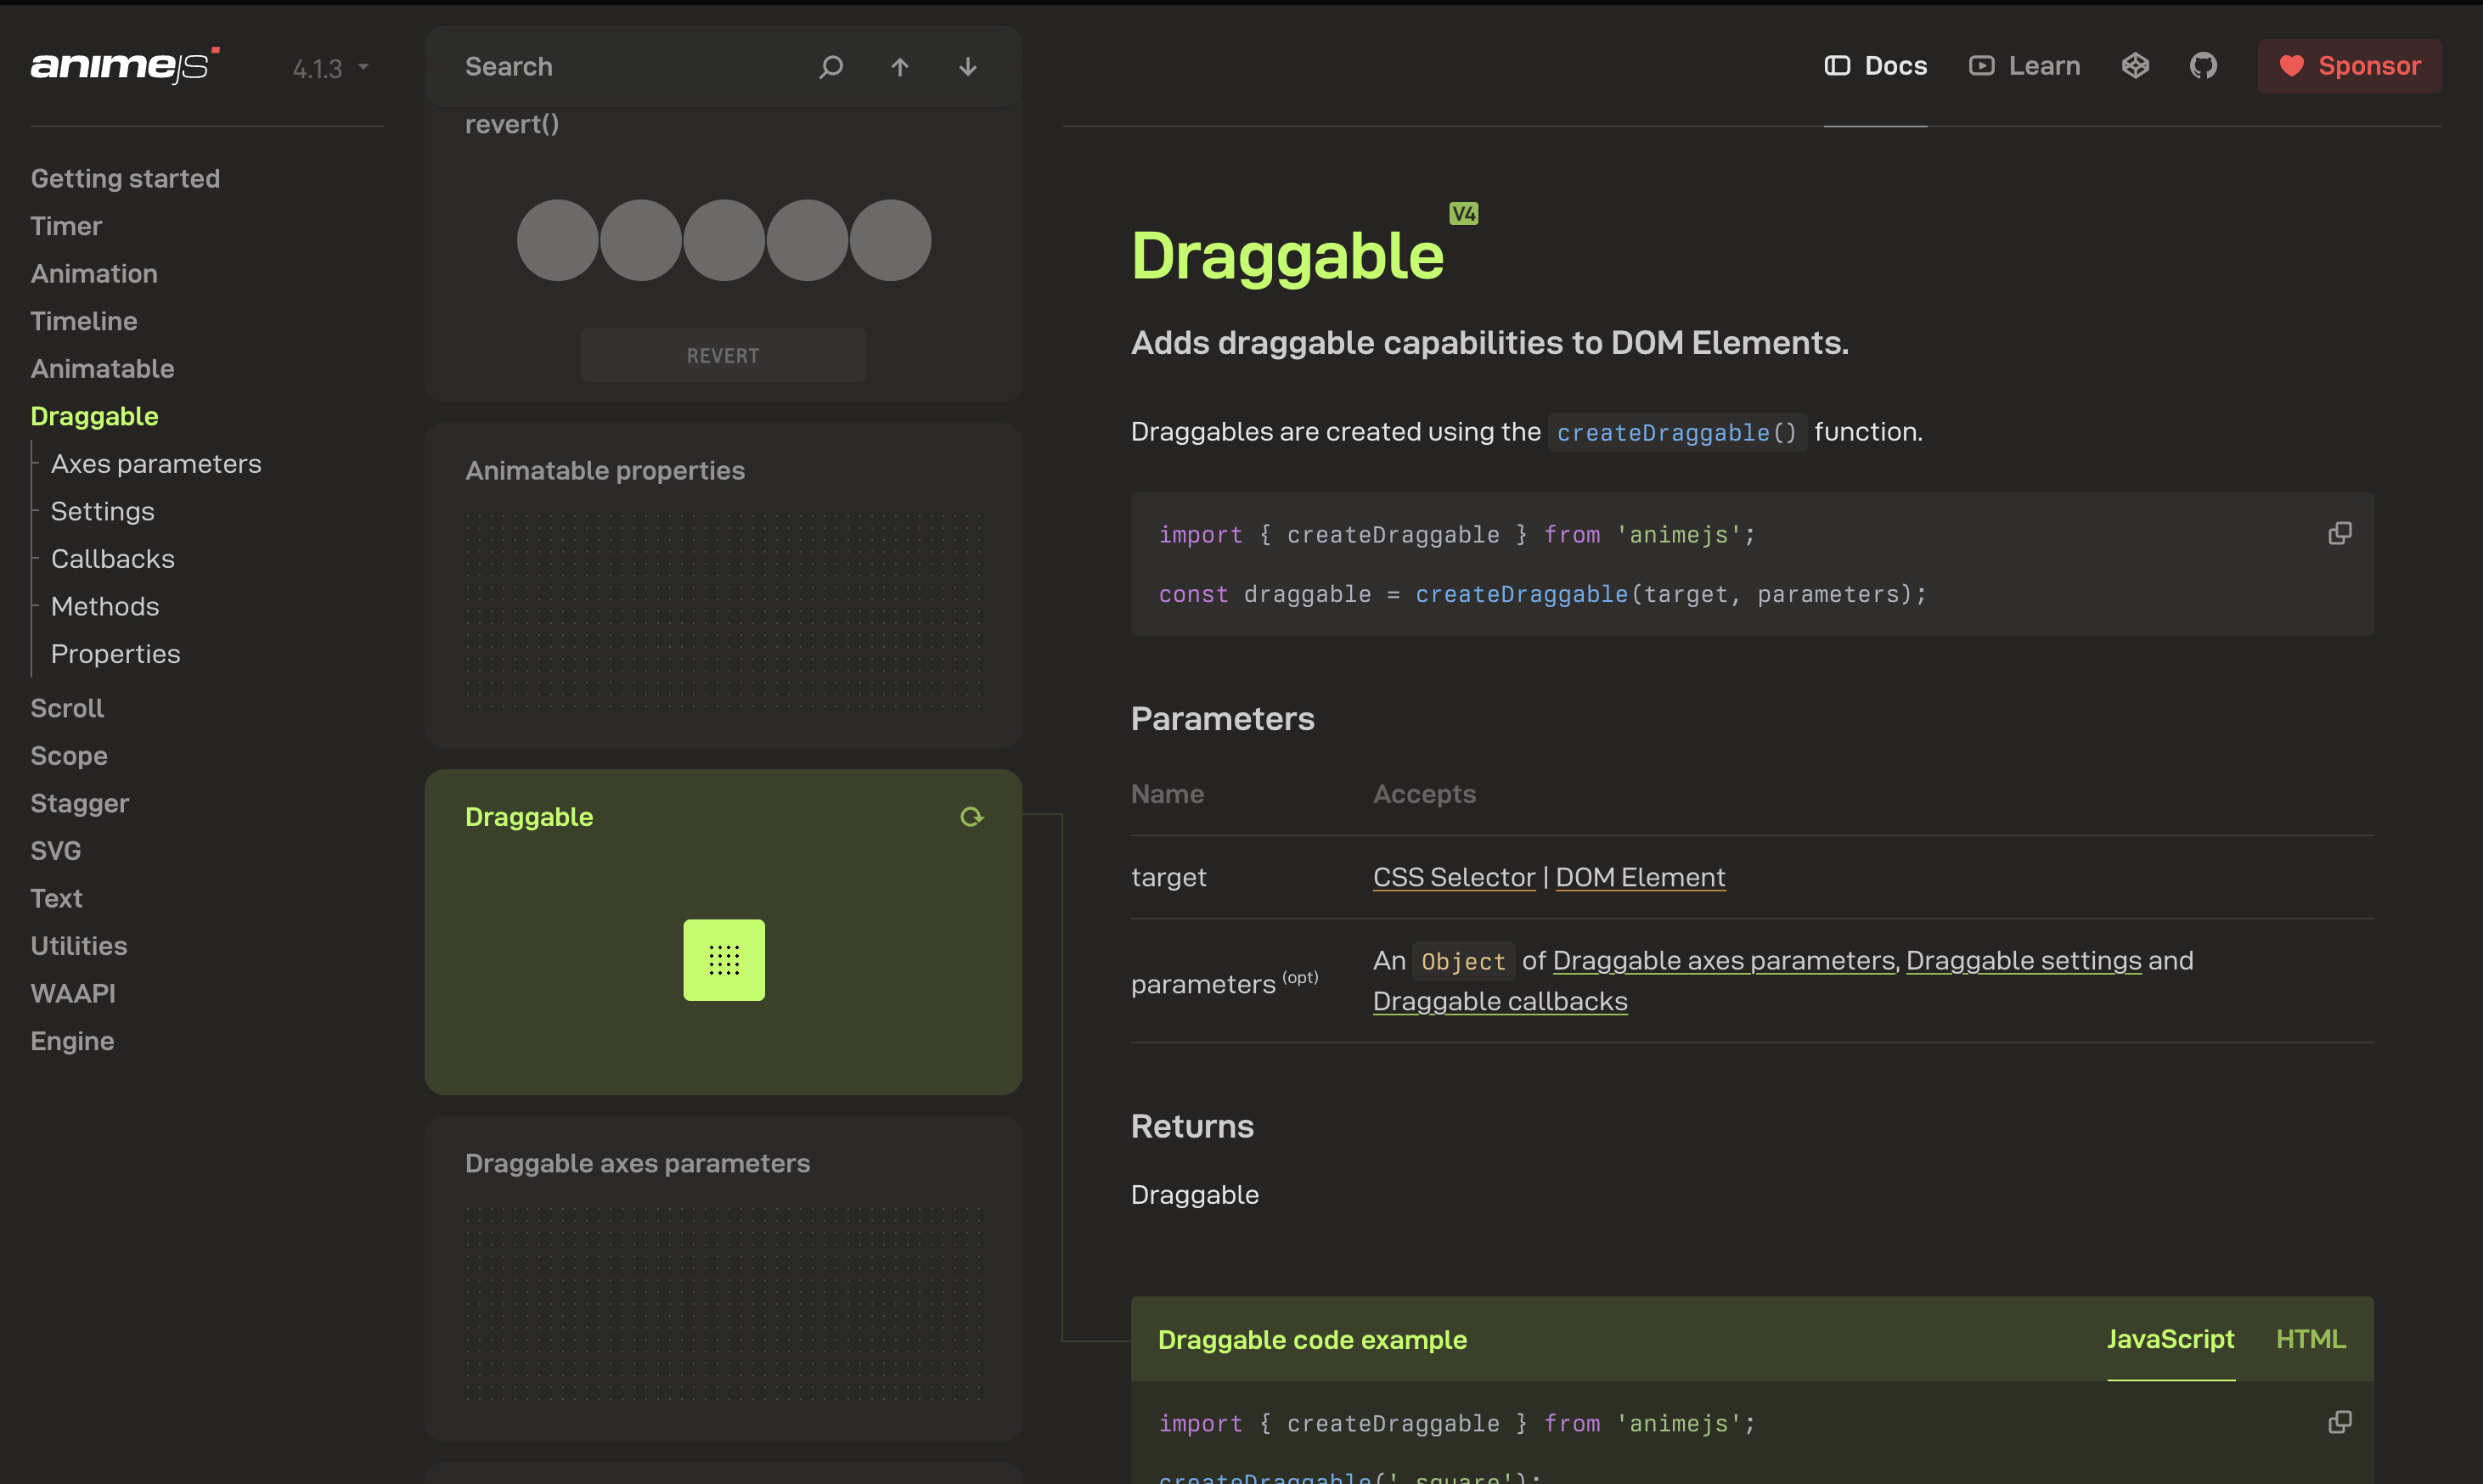 animejs
4.1.3
Getting started
Timer
Animation
Timeline
Animatable
Draggable
Axes parameters
Settings
Callbacks
Methods
Properties
Scroll
Scope
Stagger
SVG
Text
Utilities
WAAPI
Engine
Search
revert()
REVERT
Animatable properties
Draggable
Draggable axes parameters
Docs
Learn
Sponsor
Draggable V4
Adds draggable capabilities to DOM Elements.
Draggables are created using the createDraggable() function.
import { createDraggable } from 'animejs';
const draggable = createDraggable(target, parameters);
Parameters
Name Accepts
target CSS Selector | DOM Element
parameters (opt) An Object of Draggable axes parameters, Draggable settings and
Draggable callbacks
Returns
Draggable
Draggable code example JavaScript HTML
import { createDraggable } from 'animejs';
createDraggable('.square');